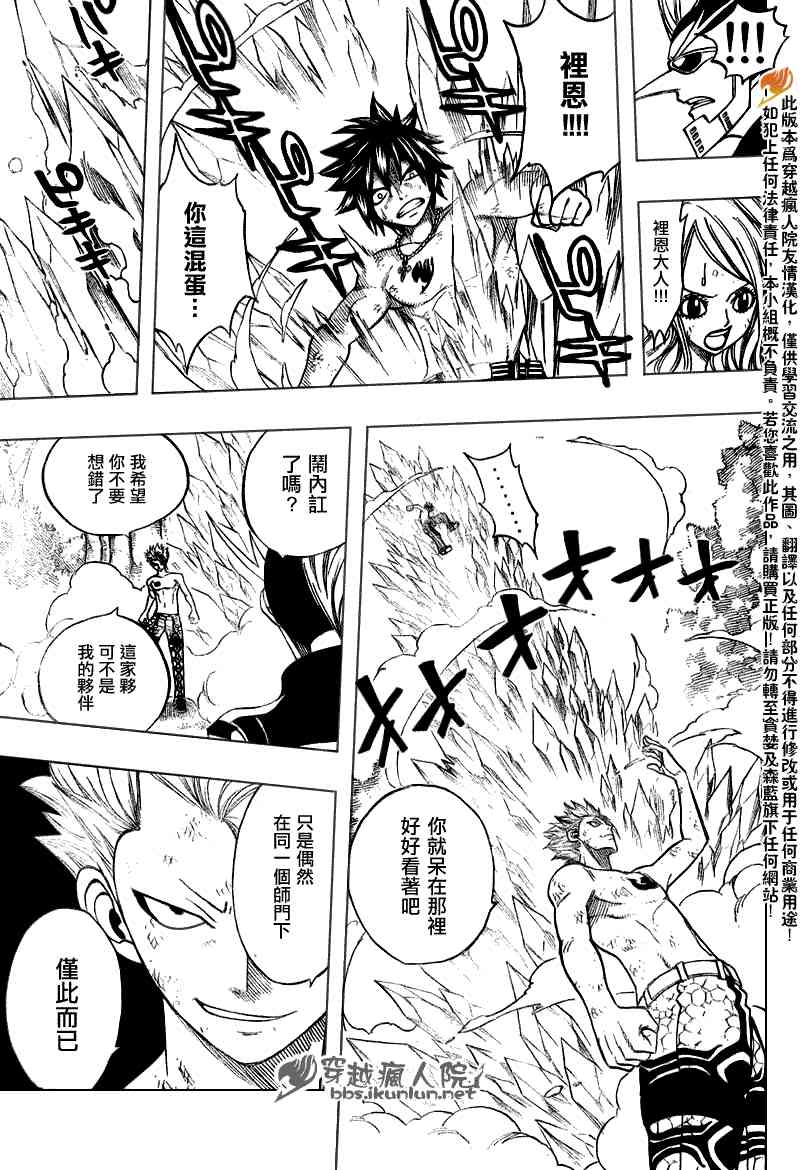 !!!
裡恩大人!!!
裡恩
!!!!
你這混蛋…
……
你就呆在那裡
好好看著吧
鬧內訌
了嗎？
我希望
你不要
想錯了
這家夥
可不是
我的夥伴
只是偶然
在同一個師門下
僅此而已
此版本爲穿越瘋人院友情漢化，僅供學習交流之用，其圖、翻譯以及任何部分不得進行修改或用于任何商業用途！
如犯上任何法律責任，本小組概不負責。若您喜歡此作品，請購買正版！請勿轉至貪婪及森藍旗下任何網站！
穿越瘋人院
bbs.ikunlun.net